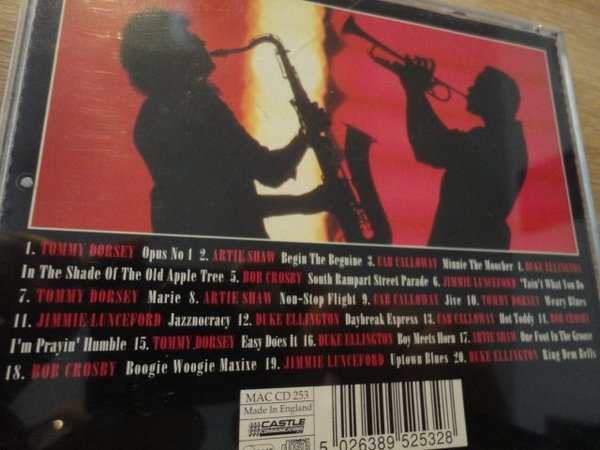 1. TOMMY DORSEY Opus No 1 2. ARTIE SHAW Begin The Beguine 3. CAB CALLOWAY Minnie The Moocher 4. DUKE ELLINGTON
In The Shade Of The Old Apple Tree 5. BOB CROSBY South Rampart Street Parade 6. JIMMIE LUNCEFORD 'Tain't What You Do
7. TOMMY DORSEY Marie 8. ARTIE SHAW Non-Stop Flight 9. CAB CALLOWAY Jive 10. TOMMY DORSEY Weary Blues
11. JIMMIE LUNCEFORD Jazznocracy 12. DUKE ELLINGTON Daybreak Express 13. CAB CALLOWAY Hot Toddy 14. BOB CROSBY
I'm Prayin' Humble 15. TOMMY DORSEY Easy Does It 16. DUKE ELLINGTON Boy Meets Horn 17. ARTIE SHAW One Foot In The Groove
18. BOB CROSBY Boogie Woogie Maxixe 19. JIMMIE LUNCEFORD Uptown Blues 20. DUKE ELLINGTON Ring Dem Bells
MAC CD 253
Made In England
CASTLE
COMMUNICATIONS
5 026389 525328